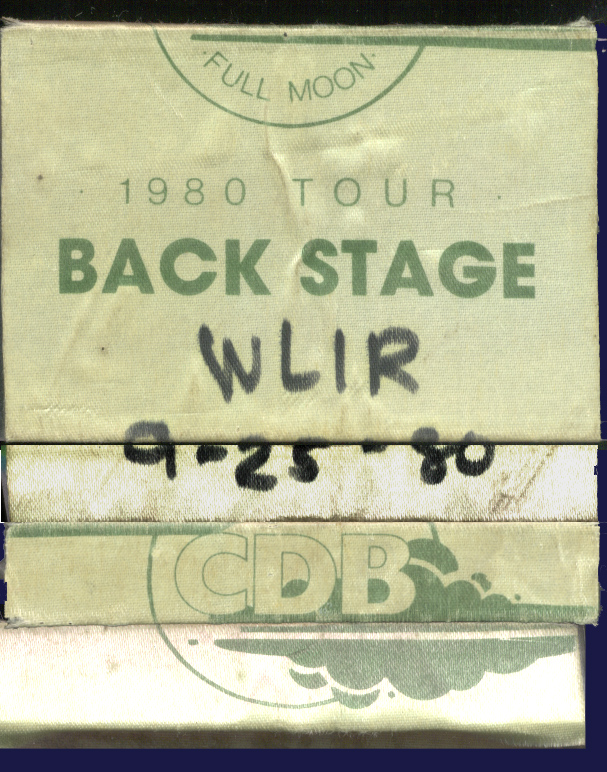 ·FULL MOON·
1980 TOUR
BACK STAGE
WLIR
9-25-80
CDB